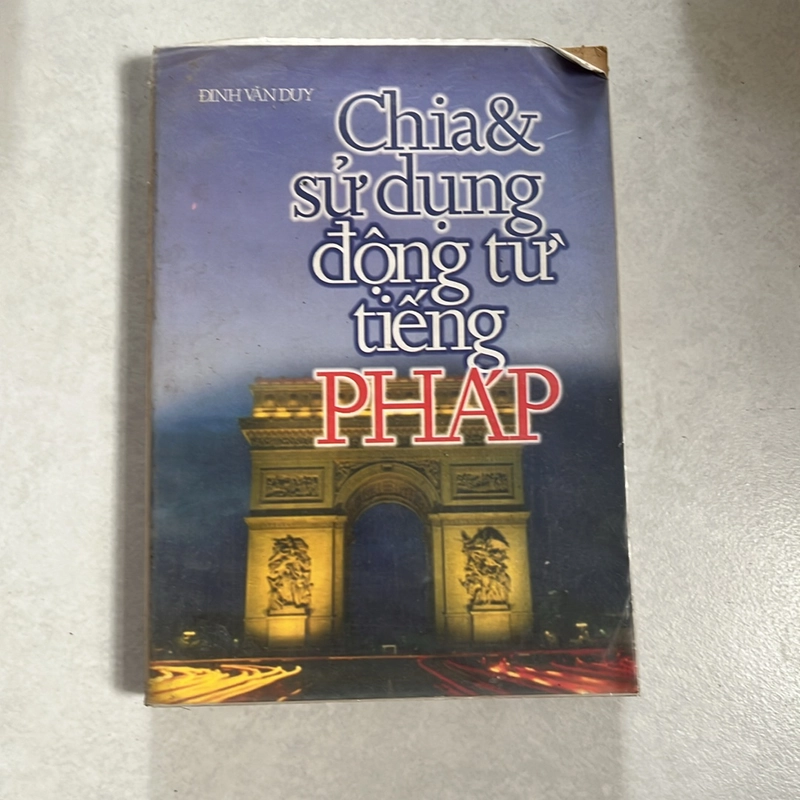 ĐINH VĂN DUY
Chia &
sử dụng
động từ
tiếng
PHÁP